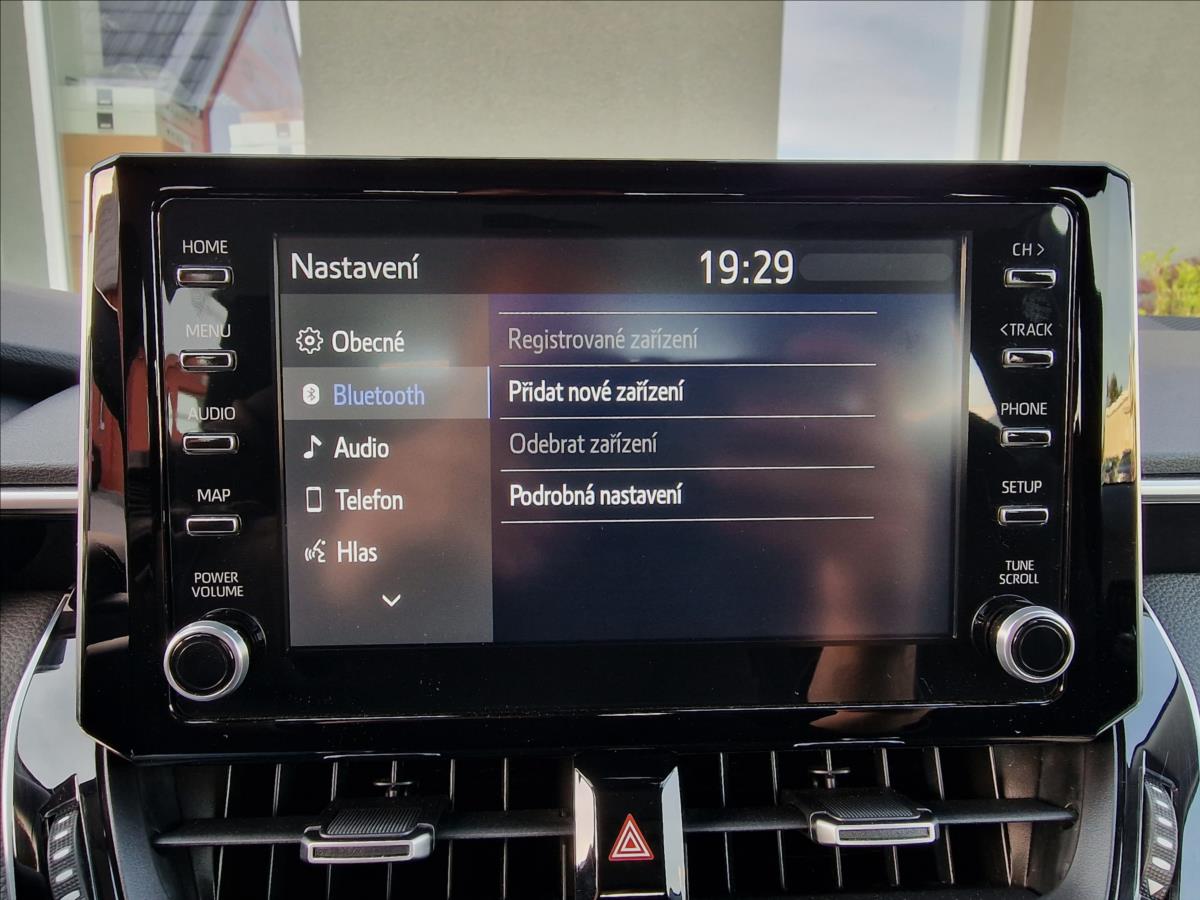 HOME
MENU
AUDIO
MAP
POWER
VOLUME
Nastavení
19:29
Obecné
Bluetooth
Audio
Telefon
Hlas
Registrované zařízení
Přidat nové zařízení
Odebrat zařízení
Podrobná nastavení
CH >
< TRACK
PHONE
SETUP
TUNE
SCROLL